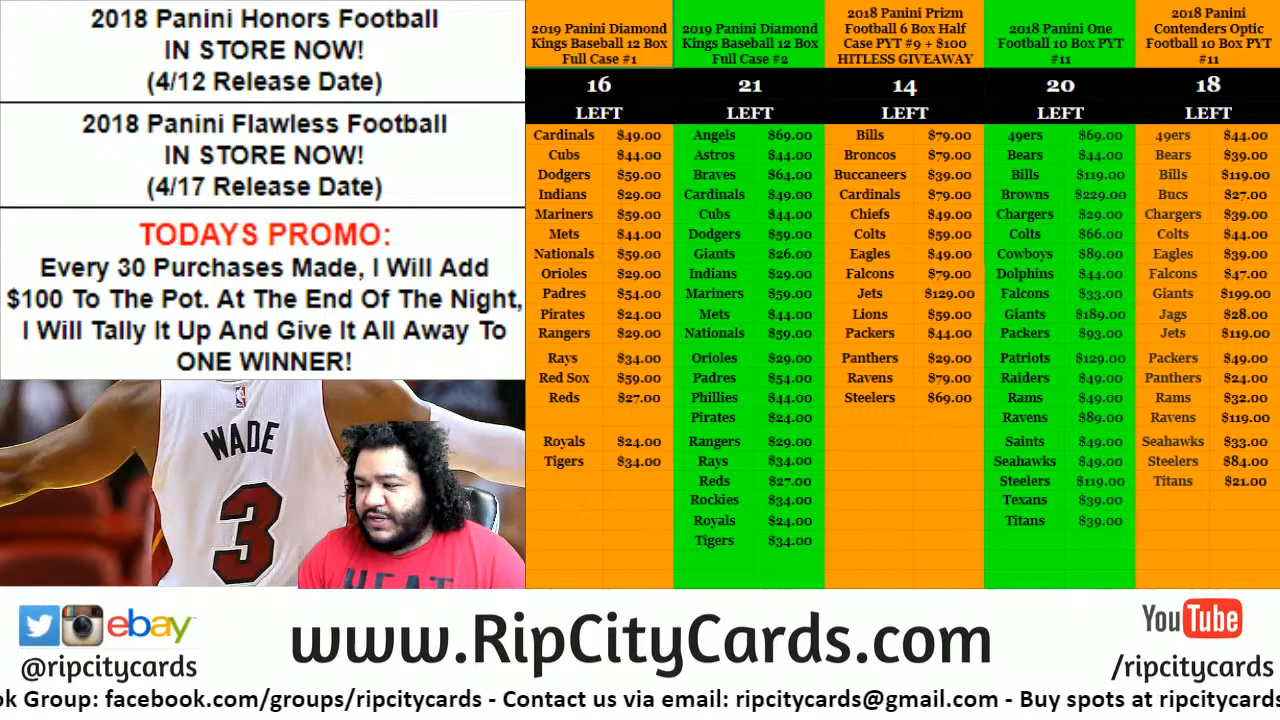 2018 Panini Honors Football
IN STORE NOW!
(4/12 Release Date)
2018 Panini Flawless Football
IN STORE NOW!
(4/17 Release Date)
TODAYS PROMO:
Every 30 Purchases Made, I Will Add
$100 To The Pot. At The End Of The Night,
I Will Tally It Up And Give It All Away To
ONE WINNER!
WADE
3
HEAT
2019 Panini Diamond
Kings Baseball 12 Box
Full Case #1
16
LEFT
Cardinals $49.00
Cubs $44.00
Dodgers $59.00
Indians $29.00
Mariners $59.00
Mets $44.00
Nationals $59.00
Orioles $29.00
Padres $54.00
Pirates $24.00
Rangers $29.00
Rays $34.00
Red Sox $59.00
Reds $27.00
Royals $24.00
Tigers $34.00
2019 Panini Diamond
Kings Baseball 12 Box
Full Case #2
21
LEFT
Angels $69.00
Astros $44.00
Braves $64.00
Cardinals $49.00
Cubs $44.00
Dodgers $59.00
Giants $26.00
Indians $29.00
Mariners $59.00
Mets $44.00
Nationals $59.00
Orioles $29.00
Padres $54.00
Phillies $44.00
Pirates $24.00
Rangers $29.00
Rays $34.00
Reds $27.00
Rockies $34.00
Royals $24.00
Tigers $34.00
2018 Panini Prizm
Football 6 Box Half
Case PYT #9 + $100
HITLESS GIVEAWAY
14
LEFT
Bills $79.00
Broncos $79.00
Buccaneers $39.00
Cardinals $79.00
Chiefs $49.00
Colts $59.00
Eagles $49.00
Falcons $79.00
Jets $129.00
Lions $59.00
Packers $44.00
Panthers $29.00
Ravens $79.00
Steelers $69.00
2018 Panini One
Football 10 Box PYT
#11
20
LEFT
49ers $69.00
Bears $44.00
Bills $119.00
Browns $229.00
Chargers $29.00
Colts $66.00
Cowboys $89.00
Dolphins $44.00
Falcons $33.00
Giants $189.00
Packers $93.00
Patriots $129.00
Raiders $49.00
Rams $49.00
Ravens $89.00
Saints $49.00
Seahawks $49.00
Steelers $119.00
Texans $39.00
Titans $39.00
2018 Panini
Contenders Optic
Football 10 Box PYT
#11
18
LEFT
49ers $44.00
Bears $39.00
Bills $119.00
Bucs $27.00
Chargers $39.00
Colts $44.00
Eagles $39.00
Falcons $47.00
Giants $199.00
Jags $28.00
Jets $119.00
Packers $49.00
Panthers $24.00
Rams $32.00
Ravens $119.00
Seahawks $33.00
Steelers $84.00
Titans $21.00
ebay
@ripcitycards
www.RipCityCards.com
YouTube
/ripcitycards
ok Group: facebook.com/groups/ripcitycards - Contact us via email: ripcitycards@gmail.com - Buy spots at ripcitycards